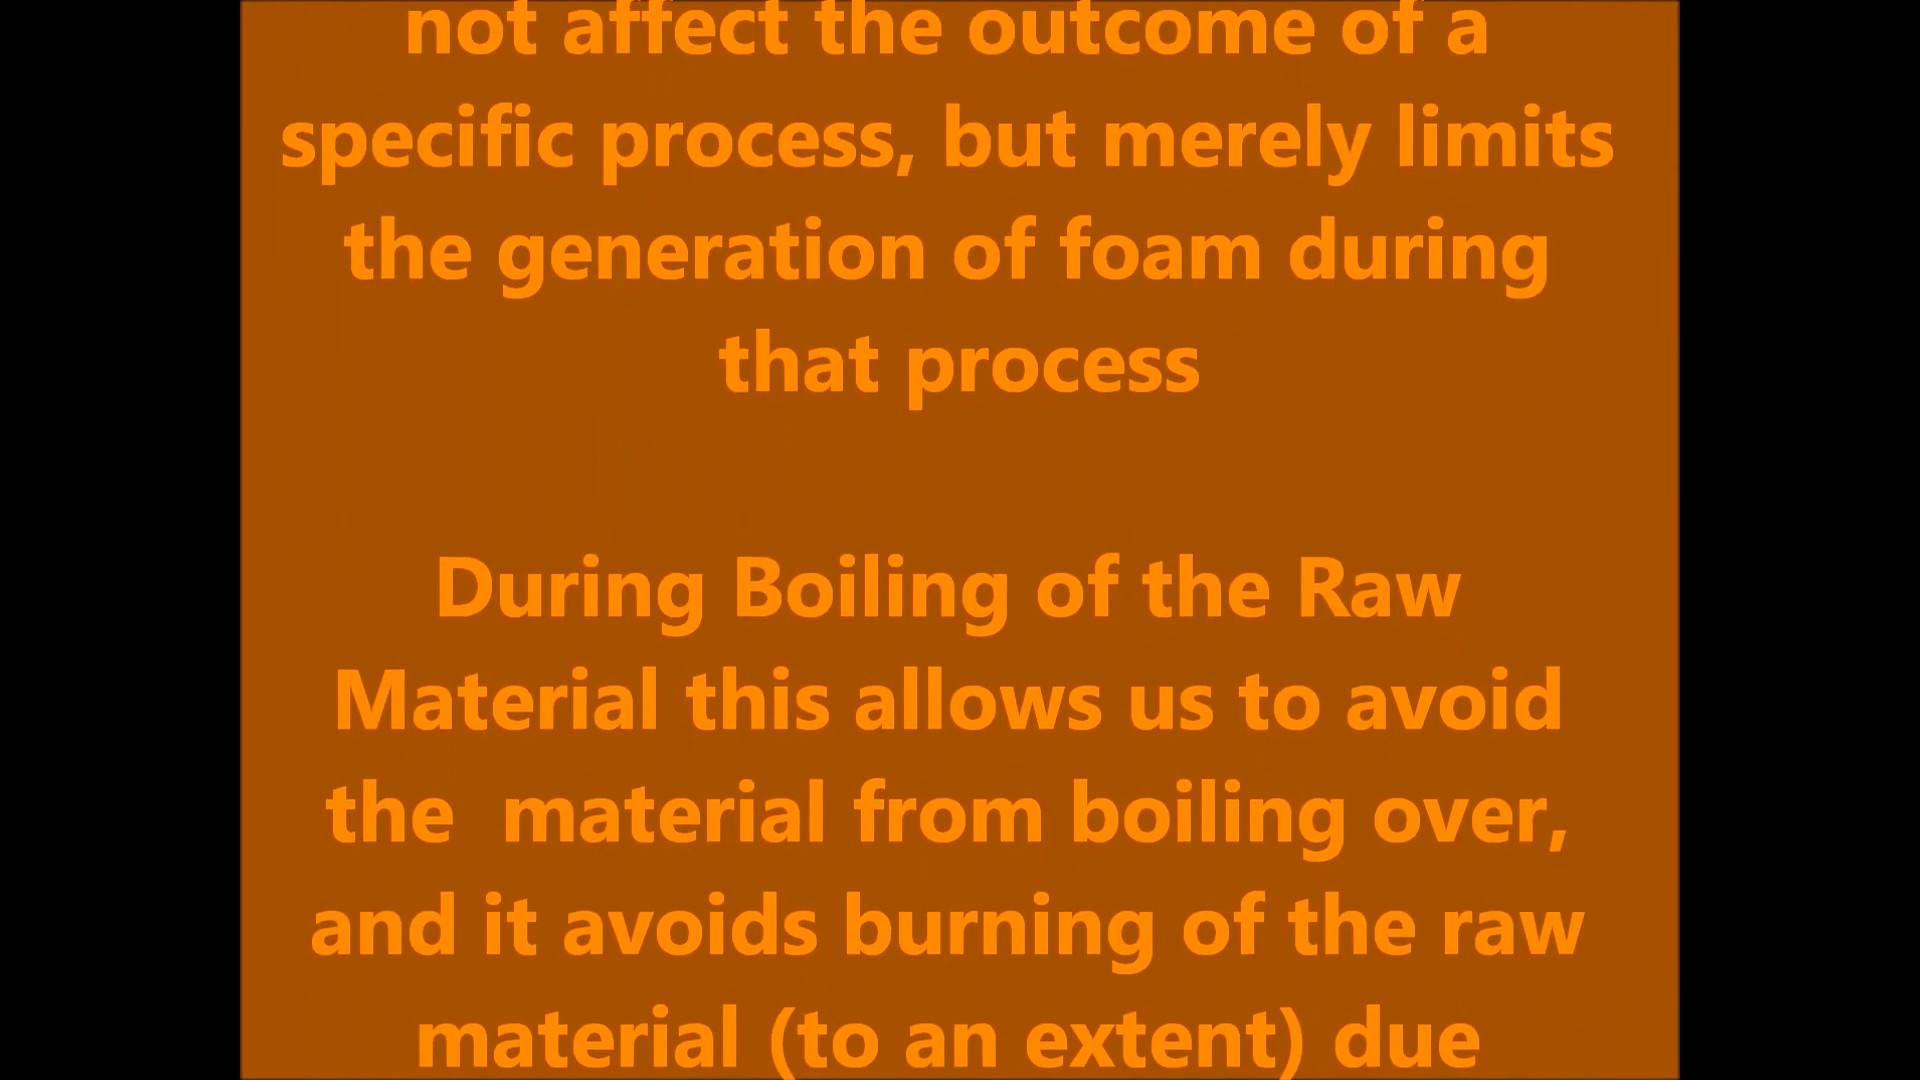 not affect the outcome of a
specific process, but merely limits
the generation of foam during
that process
During Boiling of the Raw
Material this allows us to avoid
the  material from boiling over,
and it avoids burning of the raw
material (to an extent) due